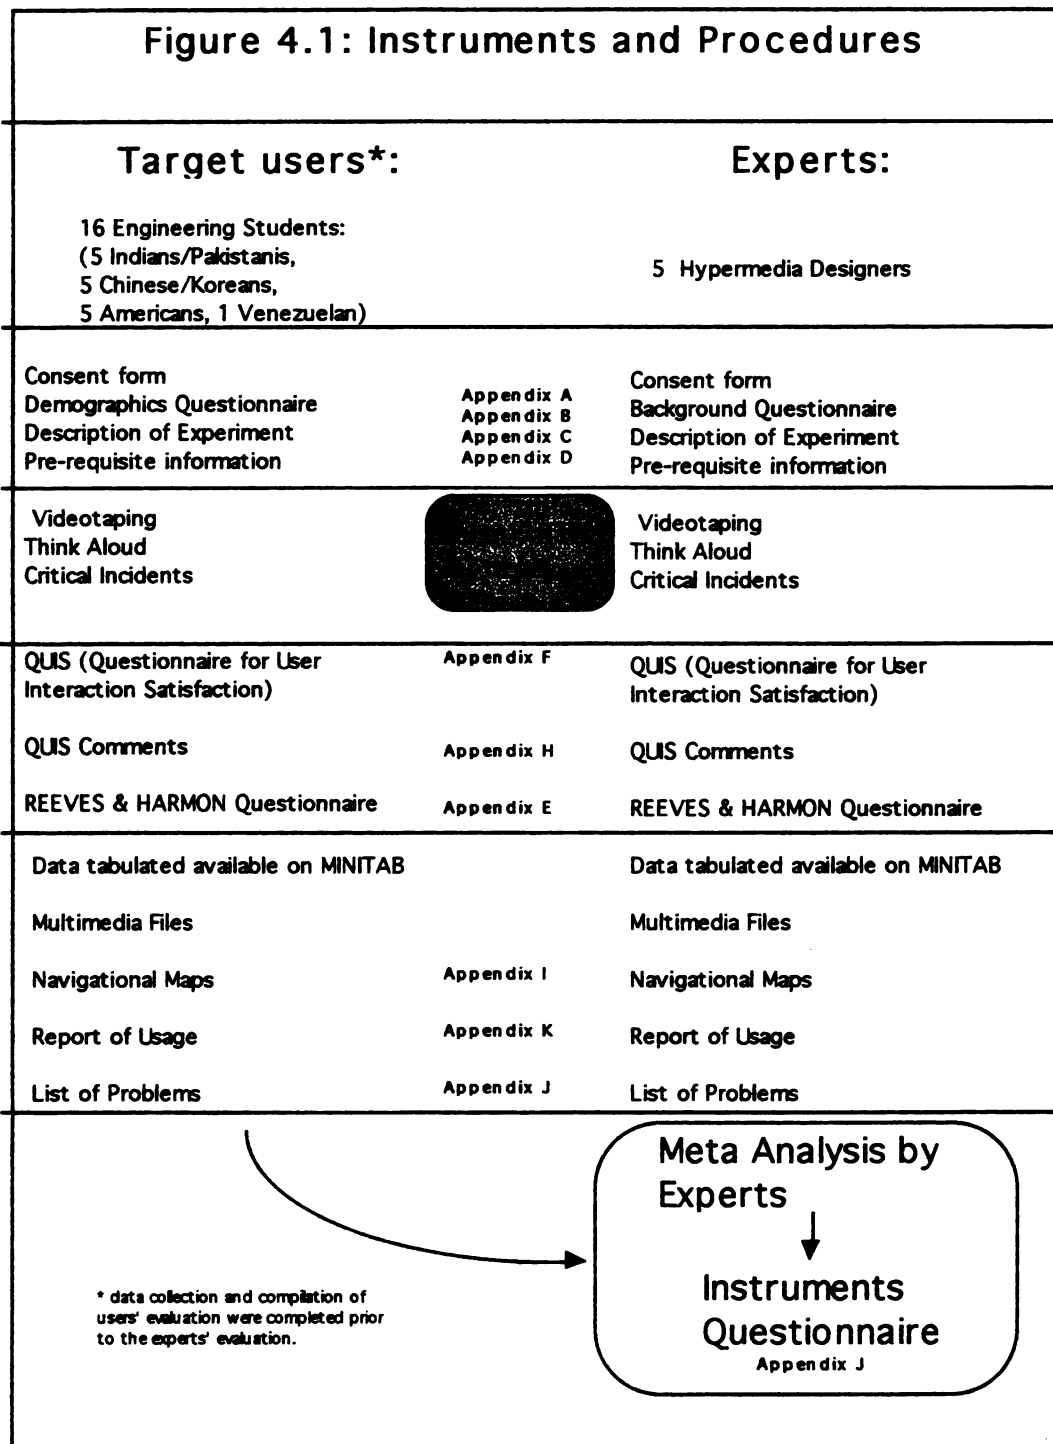 Figure 4.1: Instruments and Procedures
Target users*:
Experts:
16 Engineering Students:
(5 Indians/Pakistanis,
5 Chinese/Koreans,
5 Americans, 1 Venezuelan)
5 Hypermedia Designers
Consent form
Demographics Questionnaire
Description of Experiment
Pre-requisite information
Appendix A
Appendix B
Appendix C
Appendix D
Consent form
Background Questionnaire
Description of Experiment
Pre-requisite information
Videotaping
Think Aloud
Critical Incidents
Videotaping
Think Aloud
Critical Incidents
QUIS (Questionnaire for User
Interaction Satisfaction)
QUIS Comments
REEVES & HARMON Questionnaire
Appendix F
Appendix H
Appendix E
QUIS (Questionnaire for User
Interaction Satisfaction)
QUIS Comments
REEVES & HARMON Questionnaire
Data tabulated available on MINITAB
Multimedia Files
Navigational Maps
Report of Usage
List of Problems
Appendix I
Appendix K
Appendix J
Data tabulated available on MINITAB
Multimedia Files
Navigational Maps
Report of Usage
List of Problems
Meta Analysis by
Experts
Instruments
Questionnaire
Appendix J
* data collection and compilation of
users' evaluation were completed prior
to the experts' evaluation.